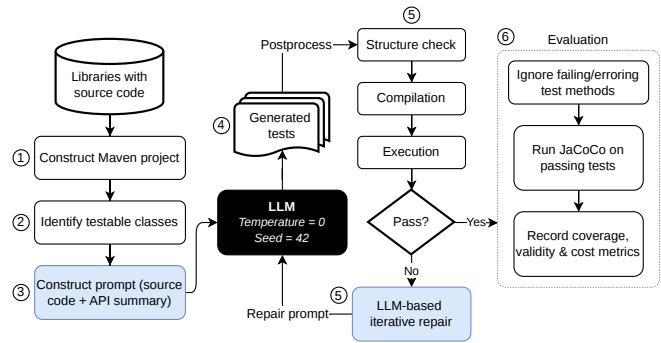 Libraries with
source code
①
Construct Maven project
②
Identify testable classes
③
Construct prompt (source
code + API summary)
④
Generated
tests
LLM
Temperature = 0
Seed = 42
Postprocess
⑤
Structure check
Compilation
Execution
Pass?
Yes
No
⑤
LLM-based
iterative repair
Repair prompt
⑥
Evaluation
Ignore failing/erroring
test methods
Run JaCoCo on
passing tests
Record coverage,
validity & cost metrics